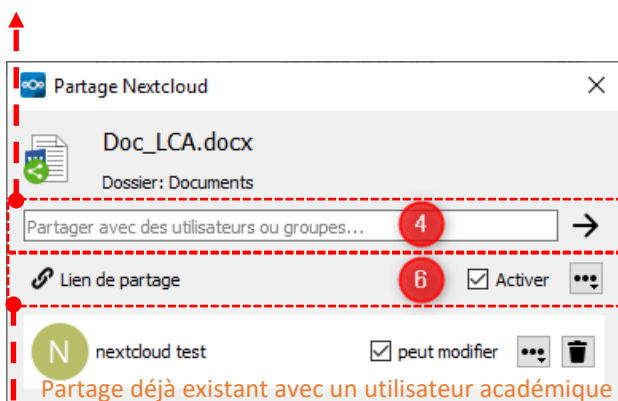 Partage Nextcloud
Doc_LCA.docx
Dossier: Documents
Partager avec des utilisateurs ou groupes... 4
Lien de partage 6 Activer
N nextcloud test peut modifier
Partage déjà existant avec un utilisateur académique